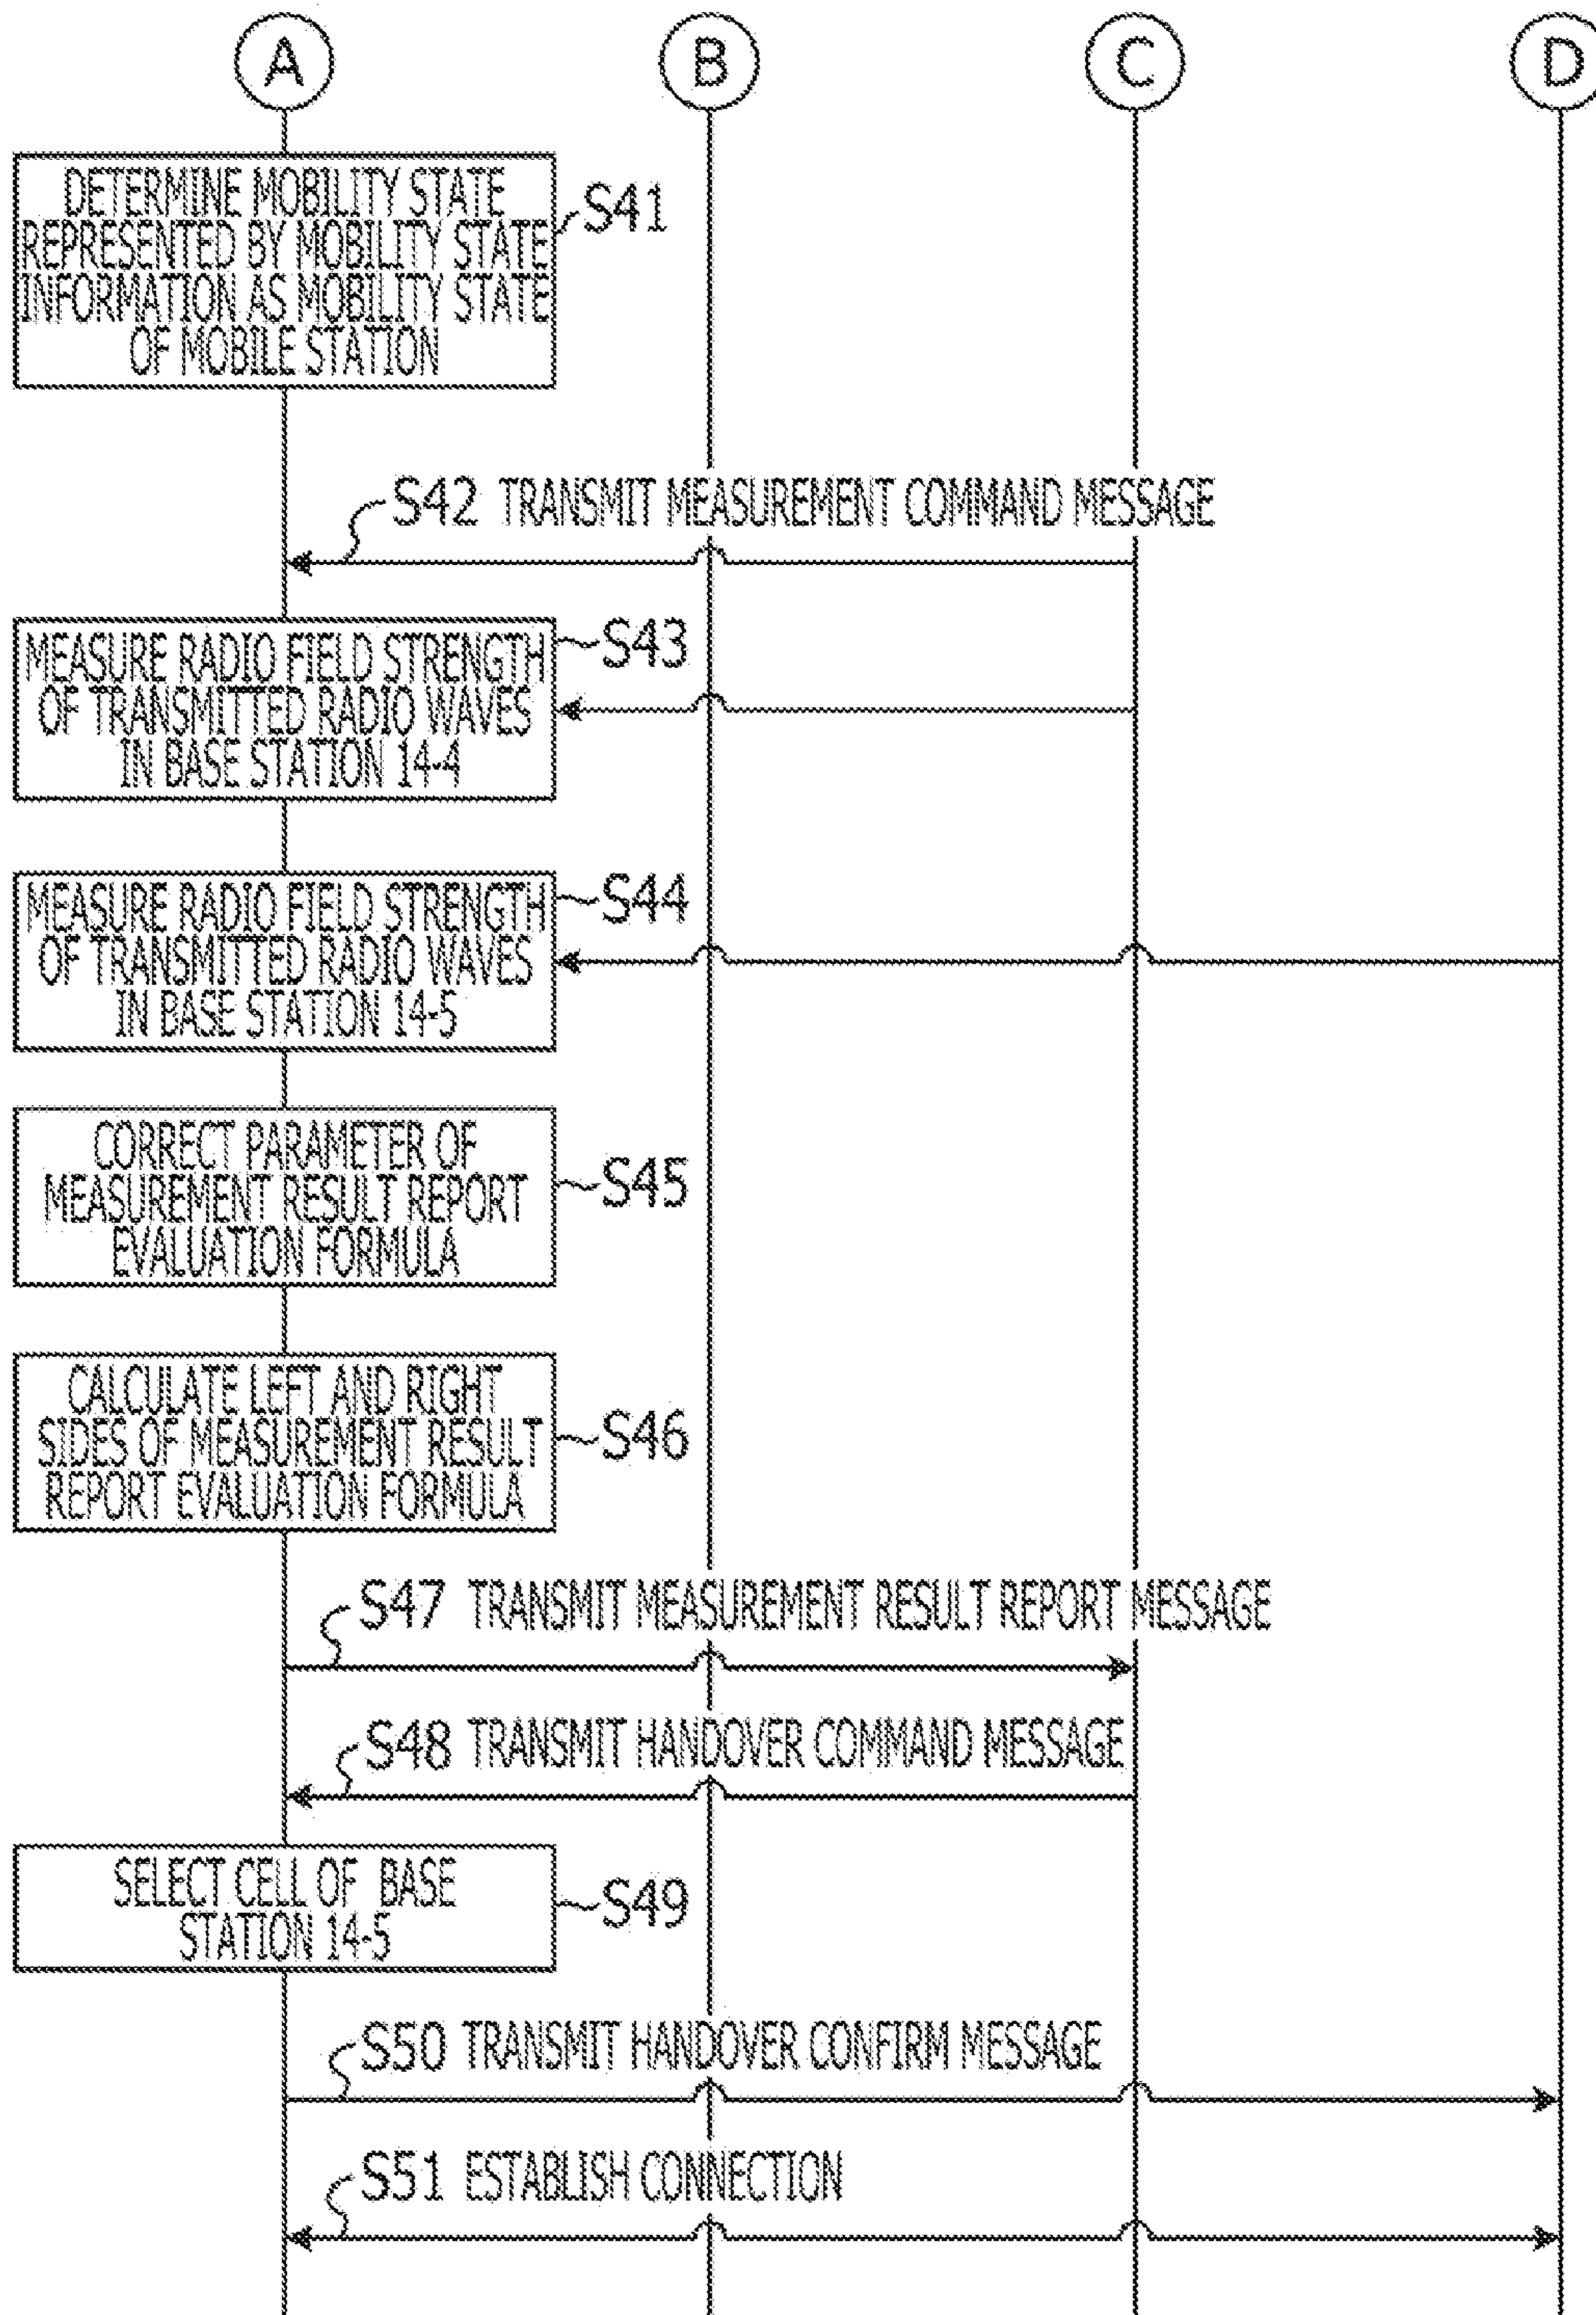 A B C D
DETERMINE MOBILITY STATE
REPRESENTED BY MOBILITY STATE
INFORMATION AS MOBILITY STATE
OF MOBILE STATION
S41
S42 TRANSMIT MEASUREMENT COMMAND MESSAGE
MEASURE RADIO FIELD STRENGTH
OF TRANSMITTED RADIO WAVES
IN BASE STATION 14-4
S43
MEASURE RADIO FIELD STRENGTH
OF TRANSMITTED RADIO WAVES
IN BASE STATION 14-5
S44
CORRECT PARAMETER OF
MEASUREMENT RESULT REPORT
EVALUATION FORMULA
S45
CALCULATE LEFT AND RIGHT
SIDES OF MEASUREMENT RESULT
REPORT EVALUATION FORMULA
S46
S47 TRANSMIT MEASUREMENT RESULT REPORT MESSAGE
S48 TRANSMIT HANDOVER COMMAND MESSAGE
SELECT CELL OF BASE
STATION 14-5
S49
S50 TRANSMIT HANDOVER CONFIRM MESSAGE
S51 ESTABLISH CONNECTION